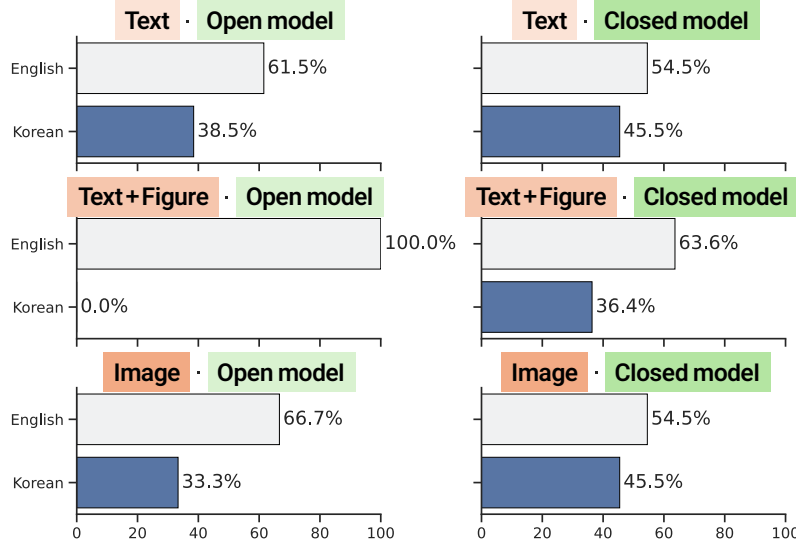 Text · Open model
English 61.5%
Korean 38.5%
Text · Closed model
54.5%
45.5%
Text+Figure · Open model
English 100.0%
Korean 0.0%
Text+Figure · Closed model
63.6%
36.4%
Image · Open model
English 66.7%
Korean 33.3%
0 20 40 60 80 100
Image · Closed model
54.5%
45.5%
0 20 40 60 80 100